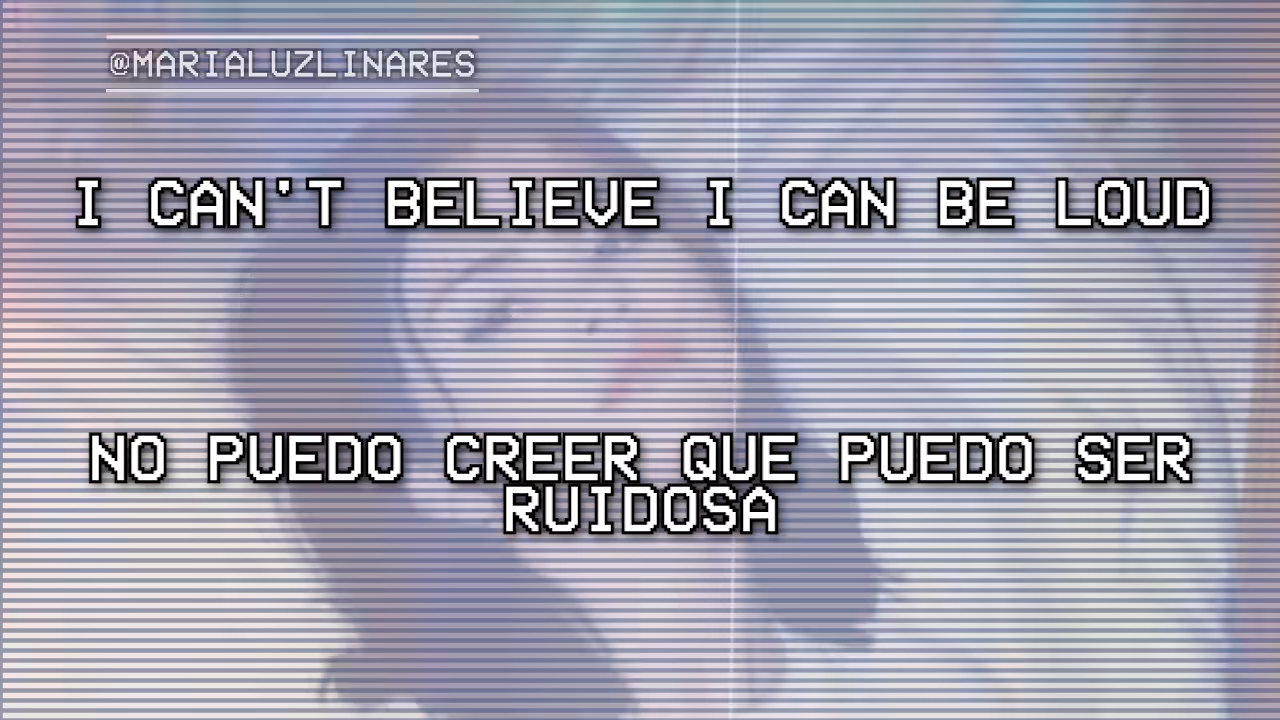 @MARIALUZLINARES
I CAN'T BELIEVE I CAN BE LOUD
NO PUEDO CREER QUE PUEDO SER
RUIDOSA